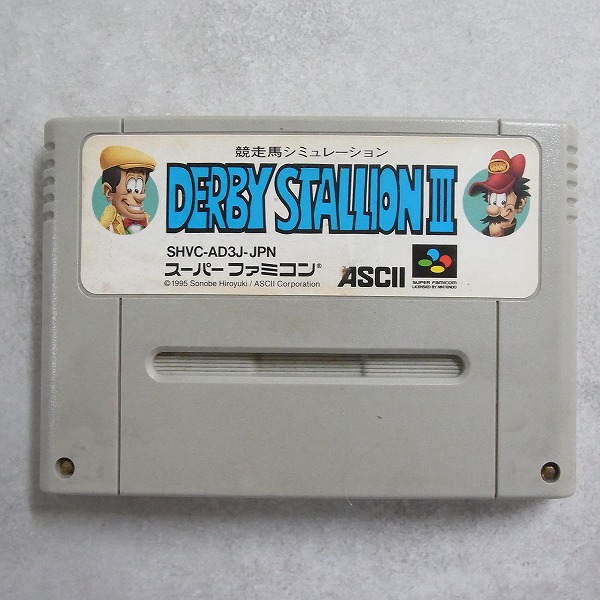 競走馬シミュレーション
DERBY STALLION III
SHVC-AD3J-JPN
スーパーファミコン®
©1995 Sonobe Hiroyuki / ASCII Corporation
ASCII
SUPER FAMICOM
LICENSED BY NINTENDO